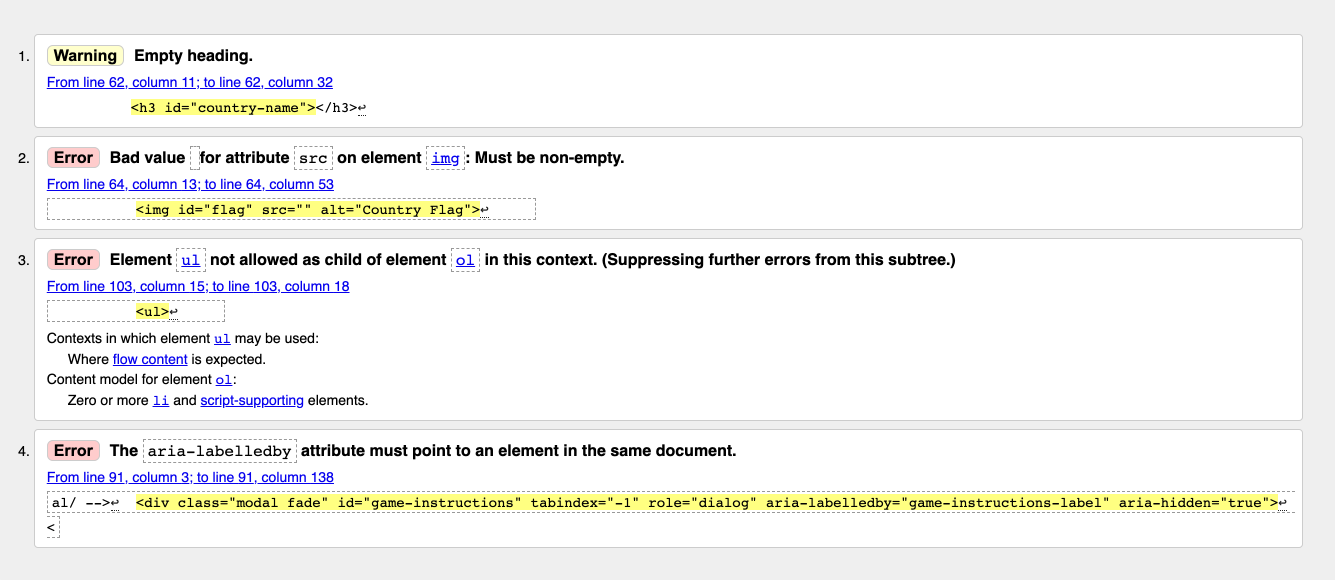 1. Warning Empty heading.
From line 62, column 11; to line 62, column 32
<h3 id="country-name"></h3>↩
2. Error Bad value for attribute src on element img: Must be non-empty.
From line 64, column 13; to line 64, column 53
<img id="flag" src="" alt="Country Flag">↩
3. Error Element ul not allowed as child of element ol in this context. (Suppressing further errors from this subtree.)
From line 103, column 15; to line 103, column 18
<ul>↩
Contexts in which element ul may be used:
Where flow content is expected.
Content model for element ol:
Zero or more li and script-supporting elements.
4. Error The aria-labelledby attribute must point to an element in the same document.
From line 91, column 3; to line 91, column 138
al/ -->↩ <div class="modal fade" id="game-instructions" tabindex="-1" role="dialog" aria-labelledby="game-instructions-label" aria-hidden="true">↩
<